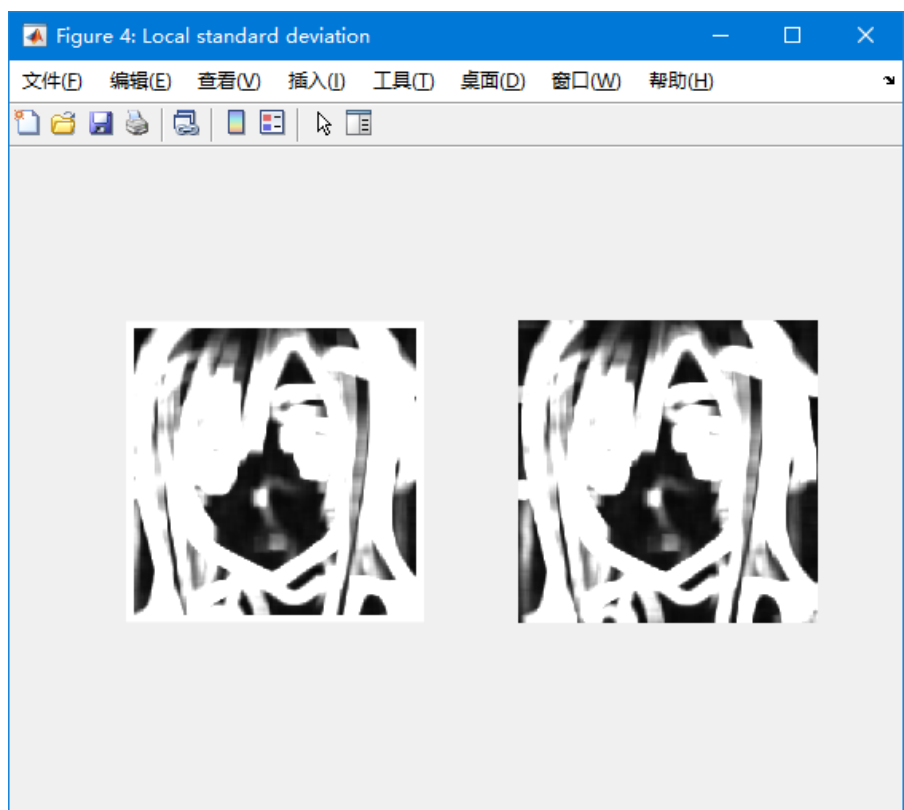 Figure 4: Local standard deviation
文件(F) 编辑(E) 查看(V) 插入(I) 工具(T) 桌面(D) 窗口(W) 帮助(H)